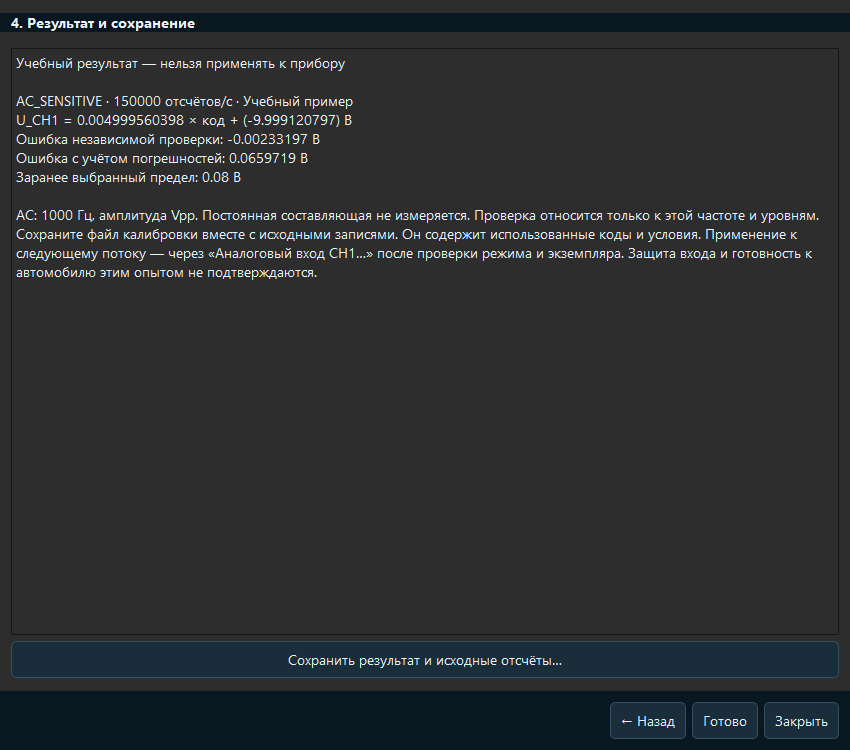 4. Результат и сохранение
Учебный результат — нельзя применять к прибору
AC_SENSITIVE · 150000 отсчётов/с · Учебный пример
U_CH1 = 0.004999560398 × код + (-9.999120797) В
Ошибка независимой проверки: -0.00233197 В
Ошибка с учётом погрешностей: 0.0659719 В
Заранее выбранный предел: 0.08 В
AC: 1000 Гц, амплитуда Vpp. Постоянная составляющая не измеряется. Проверка относится только к этой частоте и уровням.
Сохраните файл калибровки вместе с исходными записями. Он содержит использованные коды и условия. Применение к
следующему потоку — через «Аналоговый вход CH1…» после проверки режима и экземпляра. Защита входа и готовность к
автомобилю этим опытом не подтверждаются.
Сохранить результат и исходные отсчёты…
← Назад
Готово
Закрыть